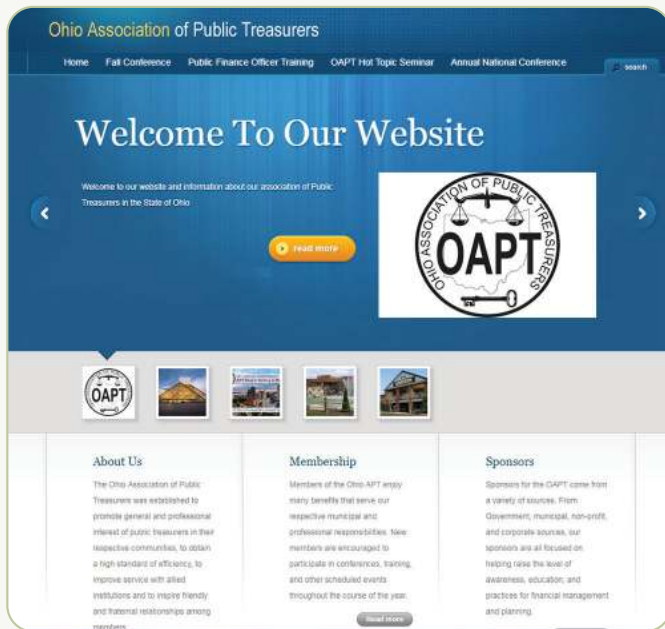 Ohio Association of Public Treasurers
Home Fall Conference Public Finance Officer Training OAPT Hot Topic Seminar Annual National Conference
search
Welcome To Our Website
Welcome to our website and information about our association of Public
Treasurers in the State of Ohio
read more
OHIO ASSOCIATION OF PUBLIC TREASURERS
OAPT
OAPT
About Us
The Ohio Association of Public
Treasurers was established to
promote general and professional
interest of public treasurers in their
respective communities, to obtain
a high standard of efficiency, to
improve service with allied
institutions and to inspire friendly
and fraternal relationships among
members
Membership
Members of the Ohio APT enjoy
many benefits that serve our
respective municipal and
professional responsibilities. New
members are encouraged to
participate in conferences, training,
and other scheduled events
throughout the course of the year.
Read more
Sponsors
Sponsors for the OAPT come from
a variety of sources. From
Government, municipal, non-profit,
and corporate sources, our
sponsors are all focused on
helping raise the level of
awareness, education, and
practices for financial management
and planning.